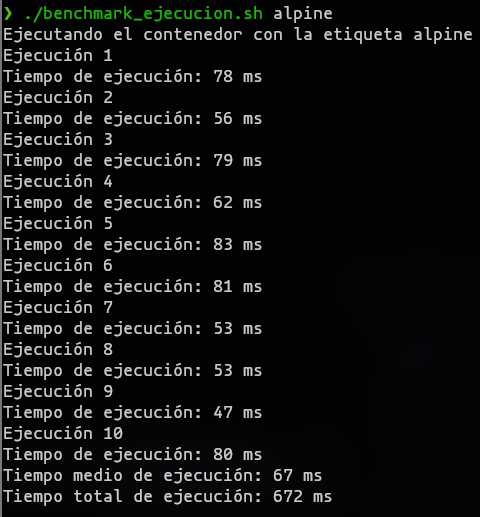 ❯ ./benchmark_ejecucion.sh alpine
Ejecutando el contenedor con la etiqueta alpine
Ejecución 1
Tiempo de ejecución: 78 ms
Ejecución 2
Tiempo de ejecución: 56 ms
Ejecución 3
Tiempo de ejecución: 79 ms
Ejecución 4
Tiempo de ejecución: 62 ms
Ejecución 5
Tiempo de ejecución: 83 ms
Ejecución 6
Tiempo de ejecución: 81 ms
Ejecución 7
Tiempo de ejecución: 53 ms
Ejecución 8
Tiempo de ejecución: 53 ms
Ejecución 9
Tiempo de ejecución: 47 ms
Ejecución 10
Tiempo de ejecución: 80 ms
Tiempo medio de ejecución: 67 ms
Tiempo total de ejecución: 672 ms